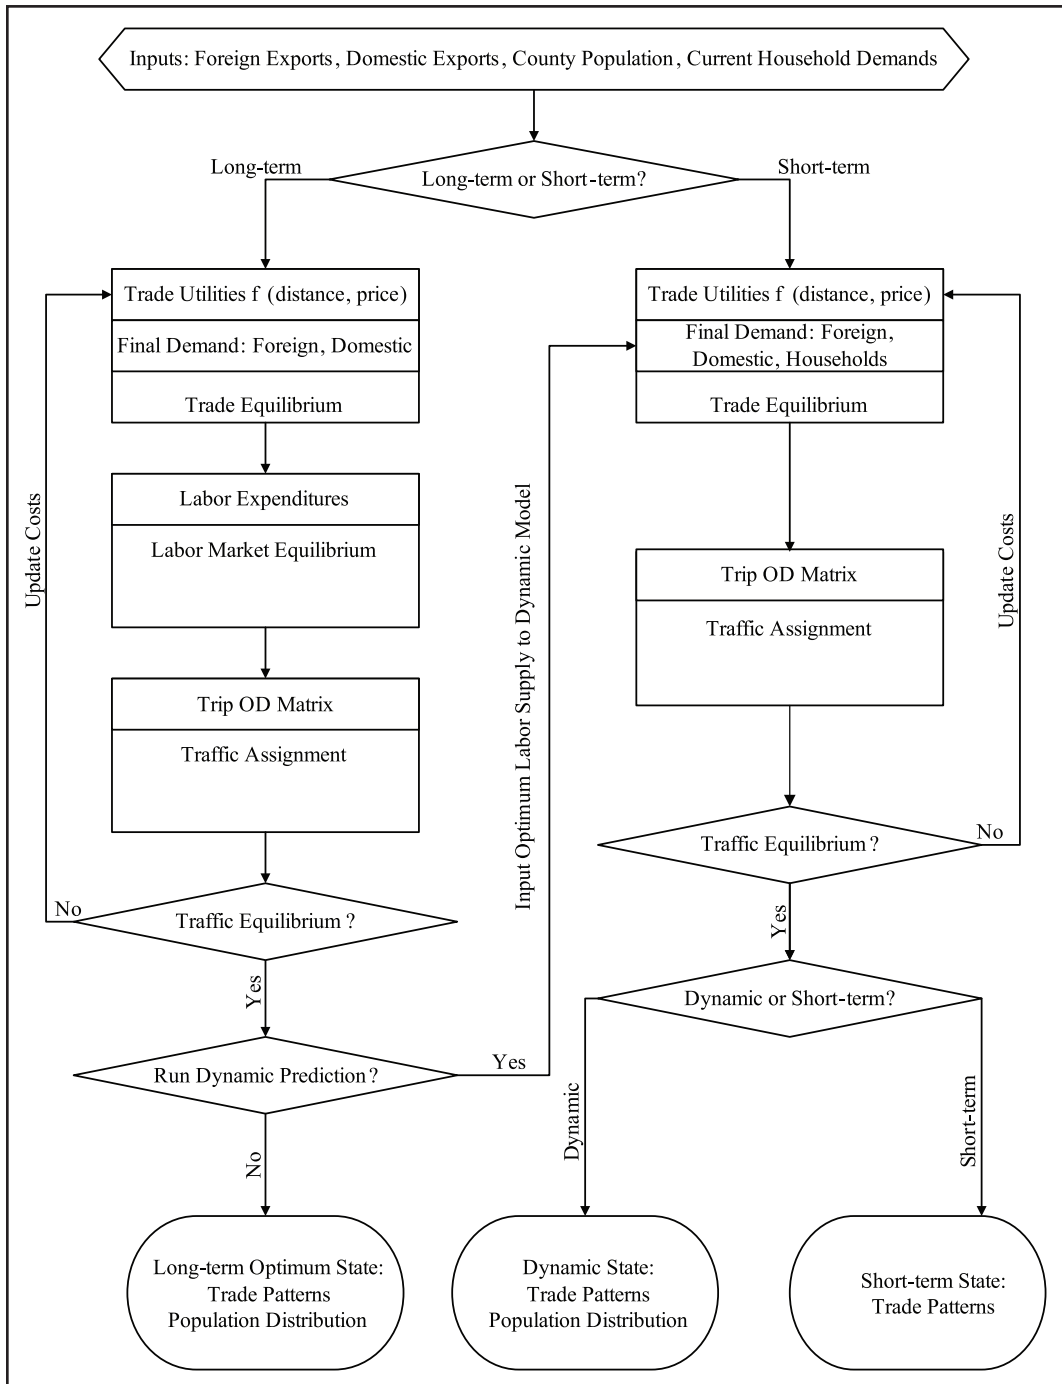 Inputs: Foreign Exports, Domestic Exports, County Population, Current Household Demands
Long-term
Short-term
Long-term or Short-term?
Trade Utilities f (distance, price)
Final Demand: Foreign, Domestic
Trade Equilibrium
Labor Expenditures
Labor Market Equilibrium
Trip OD Matrix
Traffic Assignment
Traffic Equilibrium?
No
Update Costs
Yes
Run Dynamic Prediction?
Yes
No
Input Optimum Labor Supply to Dynamic Model
Trade Utilities f (distance, price)
Final Demand: Foreign,
Domestic, Households
Trade Equilibrium
Trip OD Matrix
Traffic Assignment
Update Costs
Traffic Equilibrium?
No
Yes
Dynamic or Short-term?
Dynamic
Short-term
Long-term Optimum State:
Trade Patterns
Population Distribution
Dynamic State:
Trade Patterns
Population Distribution
Short-term State:
Trade Patterns